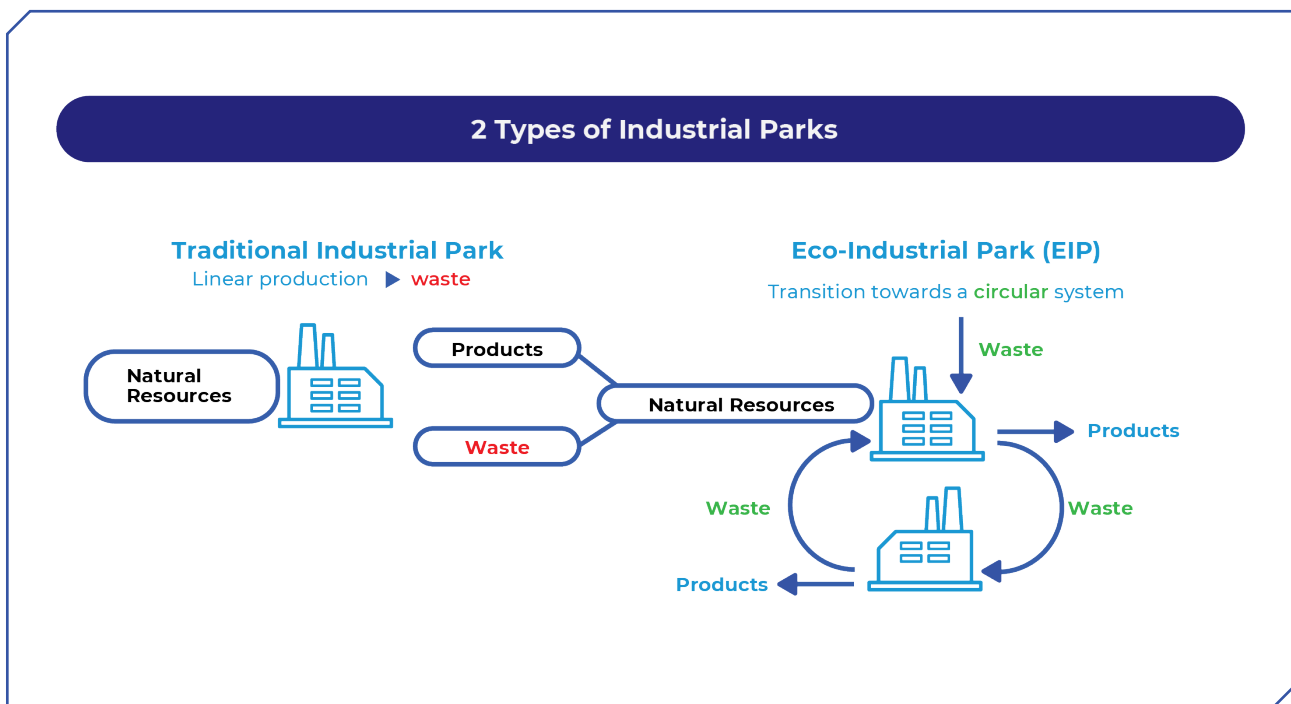 2 Types of Industrial Parks
Traditional Industrial Park
Linear production waste
Natural
Resources
Products
Waste
Eco-Industrial Park (EIP)
Transition towards a circular system
Waste
Natural Resources
Products
Waste
Waste
Products